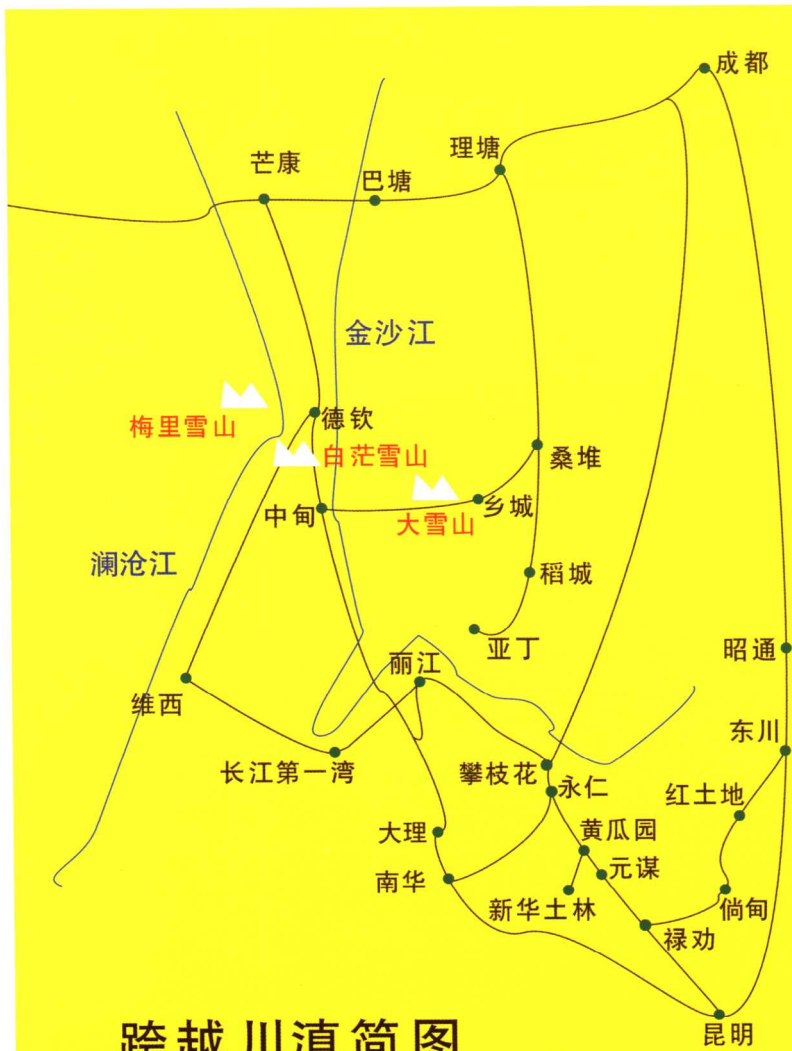 成都
理塘
芒康
巴塘
金沙江
梅里雪山
德钦
白茫雪山
桑堆
乡城
中甸
大雪山
澜沧江
稻城
亚丁
昭通
丽江
维西
东川
长江第一湾
攀枝花
永仁
红土地
大理
黄瓜园
元谋
南华
新华土林
倘甸
禄劝
昆明
跨越川滇简图